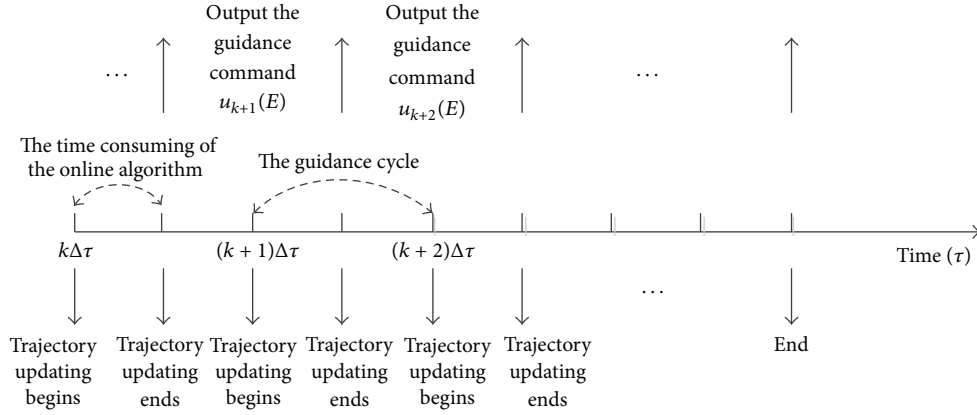 Output the
guidance
command
u_{k+1}(E)
Output the
guidance
command
u_{k+2}(E)
...
...
The time consuming of
the online algorithm
The guidance cycle
kΔτ
(k + 1)Δτ
(k + 2)Δτ
Time (τ)
...
Trajectory
updating
begins
Trajectory
updating
ends
Trajectory
updating
begins
Trajectory
updating
ends
Trajectory
updating
begins
Trajectory
updating
ends
End